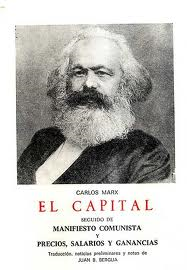 CARLOS MARX
EL CAPITAL
SEGUIDO DE
MANIFIESTO COMUNISTA
Y
PRECIOS, SALARIOS Y GANANCIAS
Traducción, noticias preliminares y notas de
JUAN B. BERGUA